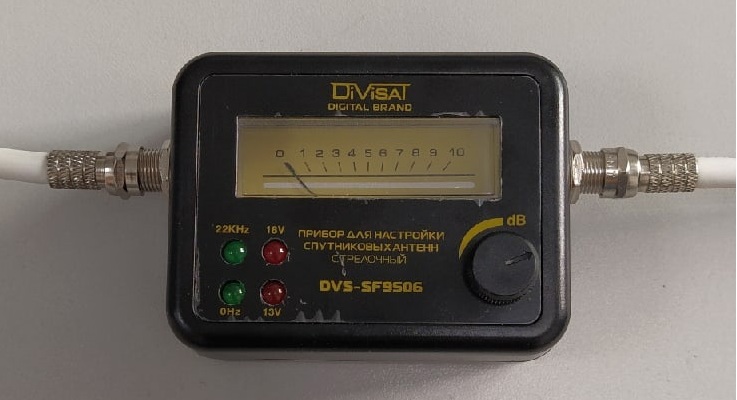 DiViSAT
DIGITAL BRAND
0 1 2 3 4 5 6 7 8 9 10
22KHz 18V
0Hz 13V
ПРИБОР ДЛЯ НАСТРОЙКИ
СПУТНИКОВЫХ АНТЕНН
СТРЕЛОЧНЫЙ
DVS-SF9506
dB